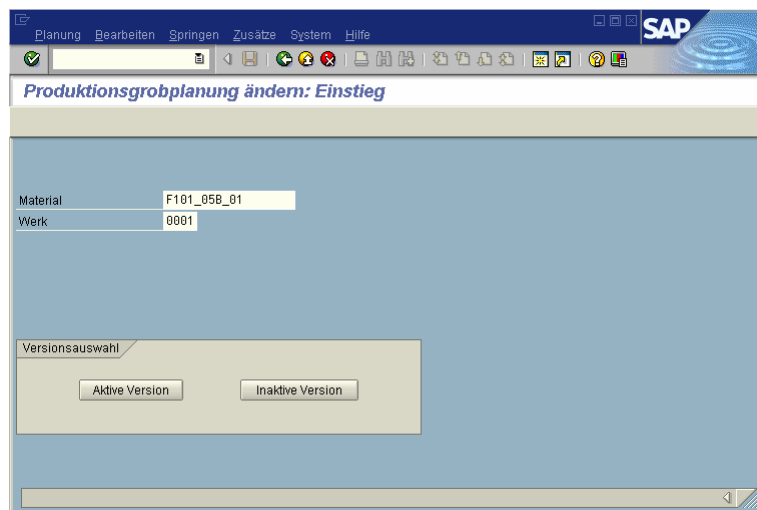 SAP
Planung Bearbeiten Springen Zusätze System Hilfe
Produktionsgrobplanung ändern: Einstieg
Material F101_05B_01
Werk 0001
Versionsauswahl
Aktive Version Inaktive Version